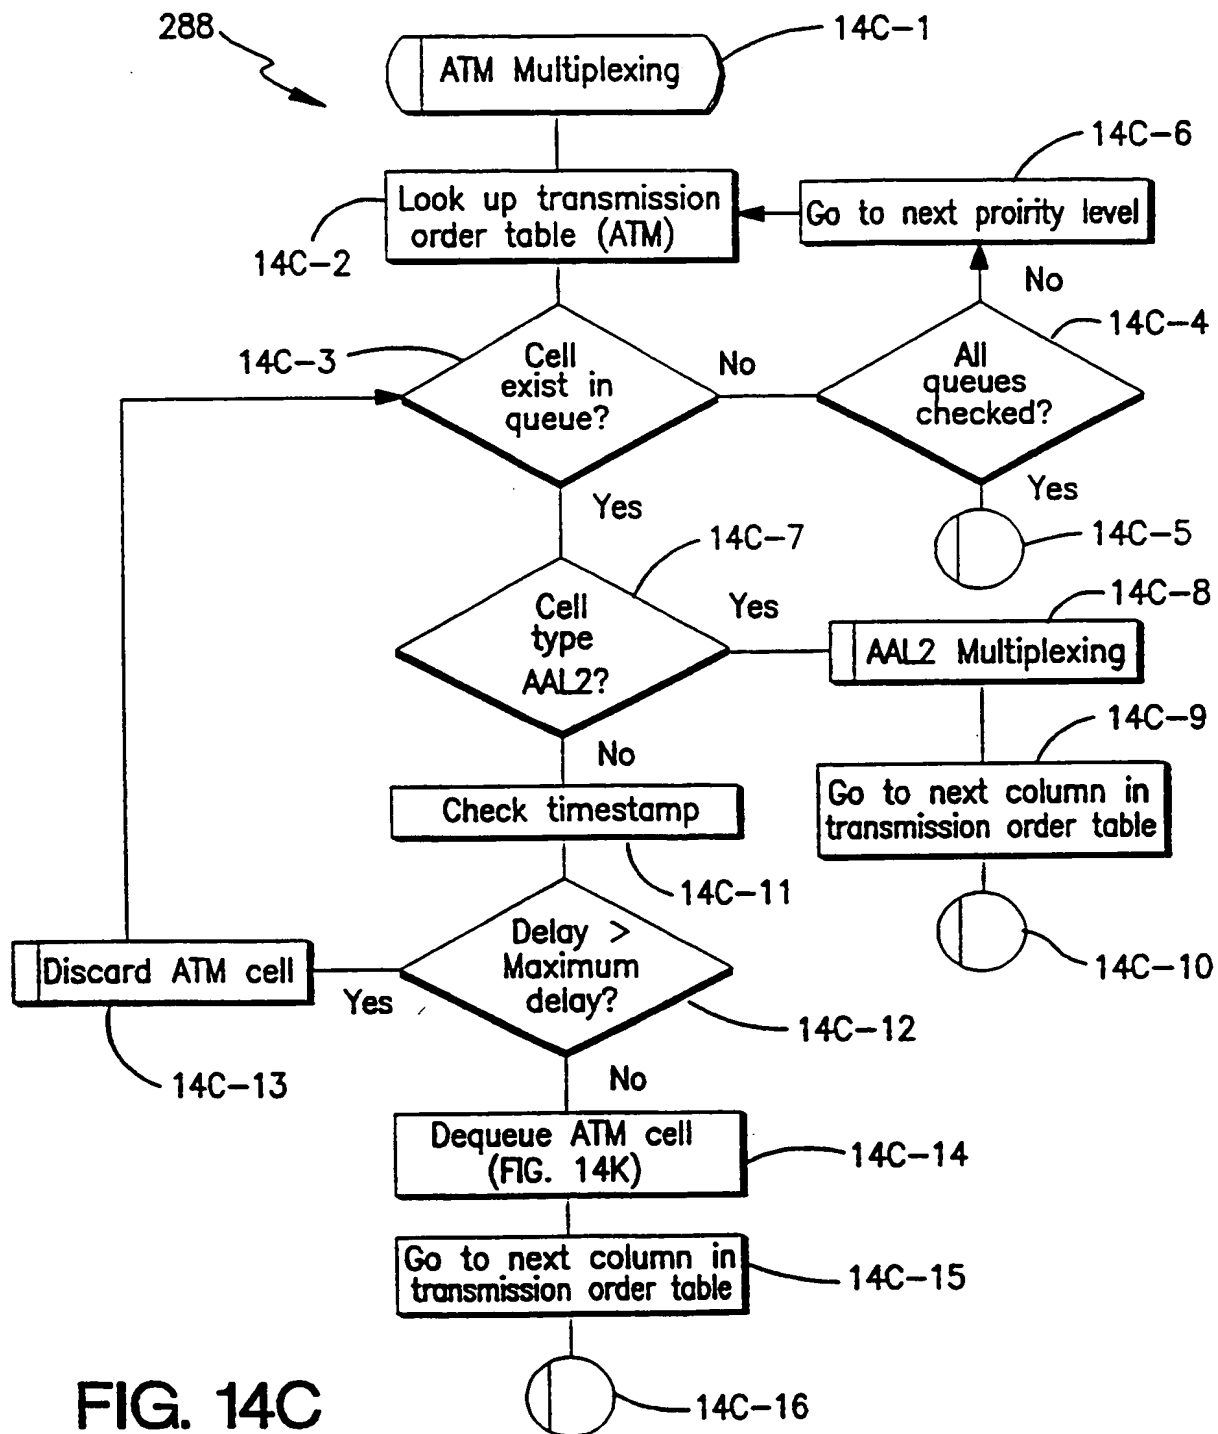 288
14C-1
ATM Multiplexing
14C-6
Look up transmission
order table (ATM)
Go to next proirity level
14C-2
No
14C-4
14C-3
Cell
exist in
queue?
No
All
queues
checked?
Yes
Yes
14C-5
14C-7
Cell
type
AAL2?
Yes
14C-8
AAL2 Multiplexing
14C-9
No
Go to next column in
transmission order table
Check timestamp
14C-11
14C-10
Delay >
Maximum
delay?
Discard ATM cell
Yes
14C-12
14C-13
No
Dequeue ATM cell
(FIG. 14K)
14C-14
Go to next column in
transmission order table
14C-15
14C-16
FIG. 14C